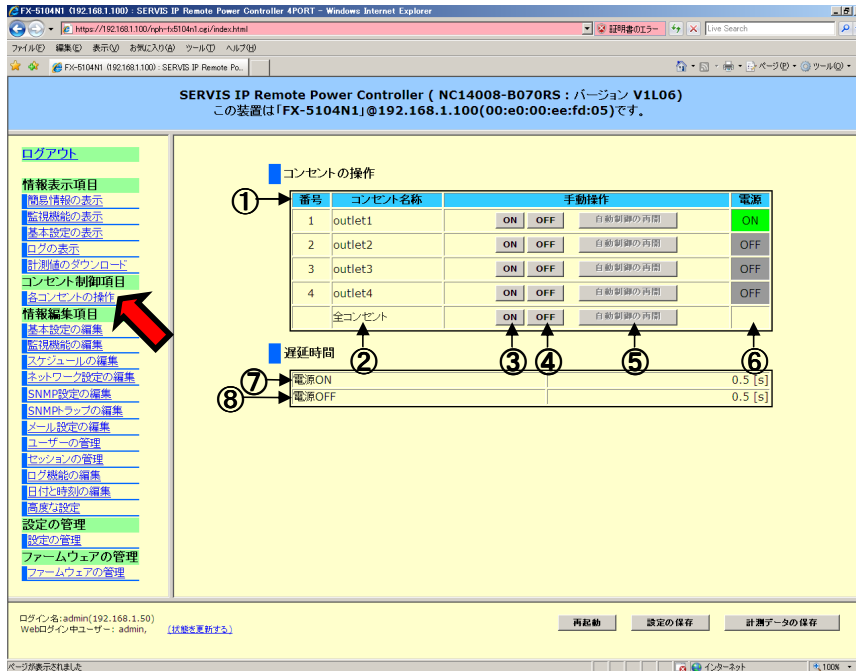 FX-5104N1 (192.168.1.100) : SERVIS IP Remote Power Controller 4PORT - Windows Internet Explorer
https://192.168.1.100/nph-fx5104n1.cgi/index.html
証明書のエラー
Live Search
ファイル(F) 編集(E) 表示(V) お気に入り(A) ツール(T) ヘルプ(H)
FX-5104N1 (192.168.1.100) : SERVIS IP Remote Po...
ページ(P) ツール(O)
SERVIS IP Remote Power Controller ( NC14008-B070RS : バージョン V1L06)
この装置は「FX-5104N1」@192.168.1.100(00:e0:00:ee:fd:05)です。
ログアウト
情報表示項目
簡易情報の表示
監視機能の表示
基本設定の表示
ログの表示
計測値のダウンロード
コンセント制御項目
各コンセントの操作
情報編集項目
基本設定の編集
監視機能の編集
スケジュールの編集
ネットワーク設定の編集
SNMP設定の編集
SNMPトラップの編集
メール設定の編集
ユーザーの管理
セッションの管理
ログ機能の編集
日付と時刻の編集
高度な設定
設定の管理
設定の管理
ファームウェアの管理
ファームウェアの管理
コンセントの操作
① 番号 コンセント名称 手動操作 電源
1 outlet1 ON OFF 自動制御の再開 ON
2 outlet2 ON OFF 自動制御の再開 OFF
3 outlet3 ON OFF 自動制御の再開 OFF
4 outlet4 ON OFF 自動制御の再開 OFF
全コンセント ON OFF 自動制御の再開
② ③ ④ ⑤ ⑥
遅延時間
⑦ 電源ON 0.5 [s]
⑧ 電源OFF 0.5 [s]
ログイン名:admin(192.168.1.50)
Webログイン中ユーザー: admin, (状態を更新する)
再起動 設定の保存 計測データの保存
ページが表示されました
インターネット 100%